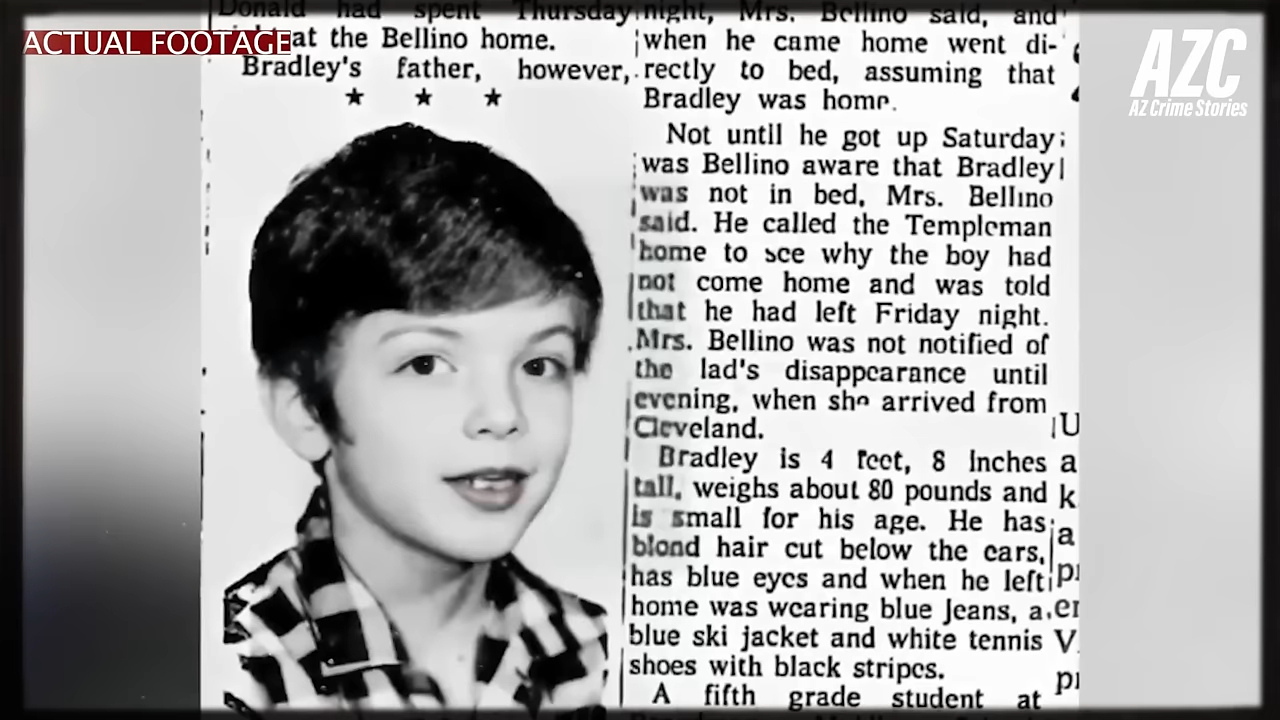 ACTUAL FOOTAGE
AZC
AZ Crime Stories
Donald had spent Thursday
at the Bellino home.
Bradley's father, however,
★ ★ ★
night, Mrs. Bellino said, and
when he came home went di-
rectly to bed, assuming that
Bradley was home.
Not until he got up Saturday
was Bellino aware that Bradley
was not in bed, Mrs. Bellino
said. He called the Templeman
home to see why the boy had
not come home and was told
that he had left Friday night.
Mrs. Bellino was not notified of
the lad's disappearance until
evening, when she arrived from
Cleveland.
Bradley is 4 feet, 8 Inches
tall, weighs about 80 pounds and
is small for his age. He has
blond hair cut below the ears,
has blue eyes and when he left
home was wearing blue Jeans, a
blue ski jacket and white tennis
shoes with black stripes.
A fifth grade student at